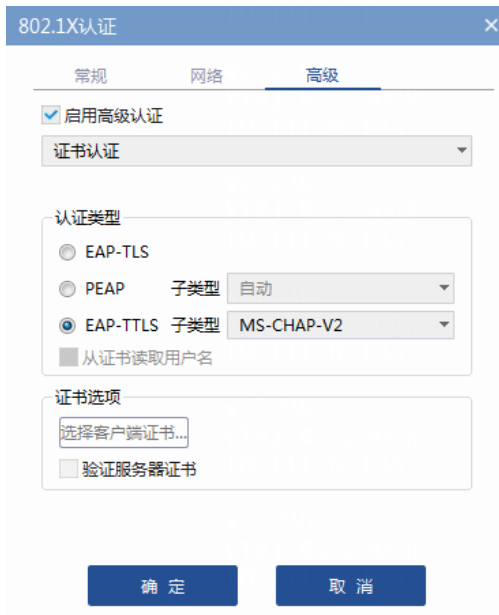 802.1X认证
常规 网络 高级
启用高级认证
证书认证
认证类型
EAP-TLS
PEAP 子类型 自动
EAP-TTLS 子类型 MS-CHAP-V2
从证书读取用户名
证书选项
选择客户端证书...
验证服务器证书
确 定 取 消